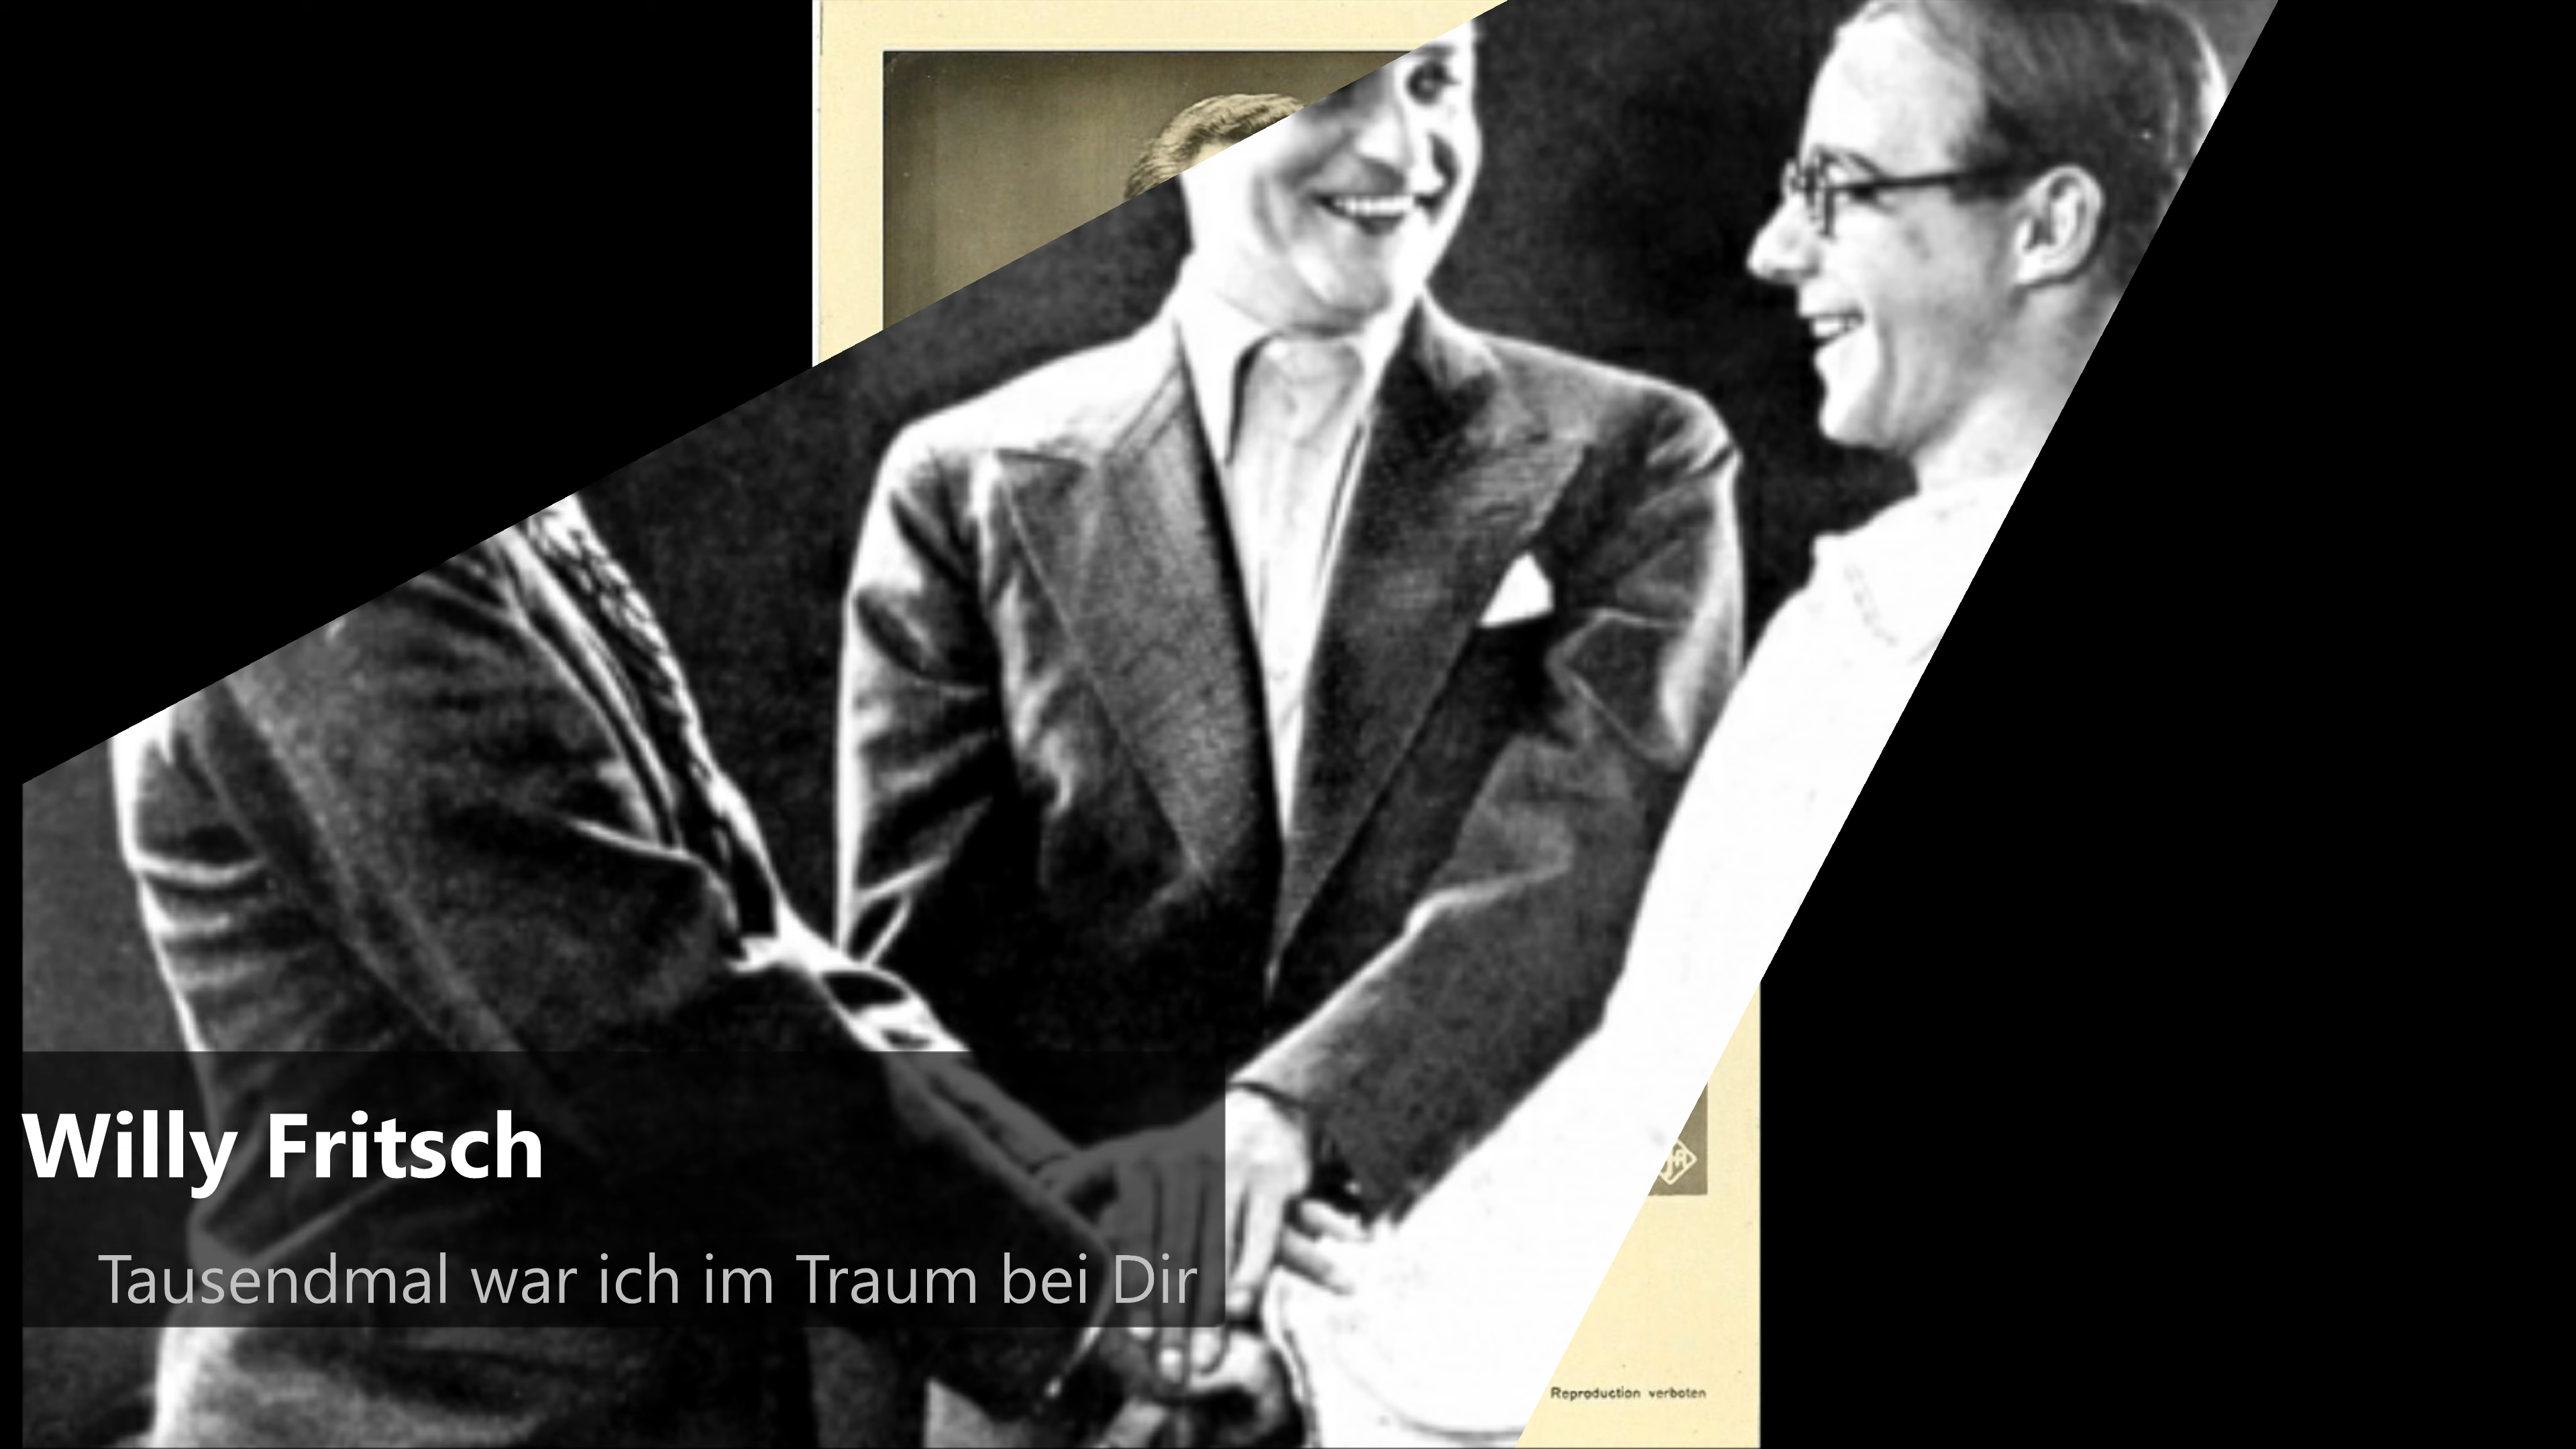 Willy Fritsch
Tausendmal war ich im Traum bei Dir
Reproduction verboten